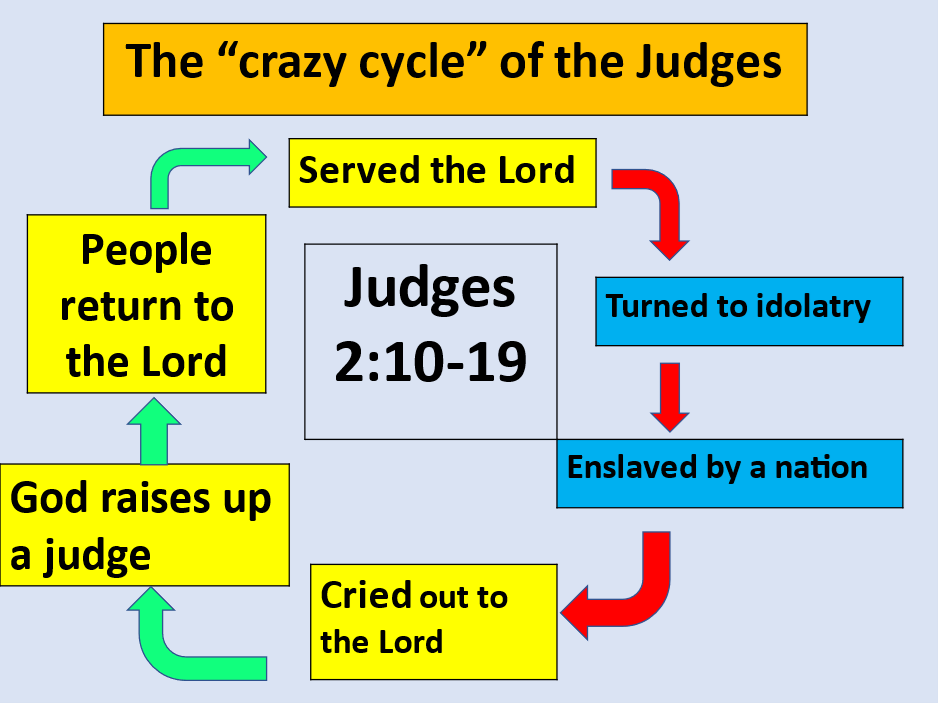 The “crazy cycle” of the Judges
Served the Lord
People
return to
the Lord
Judges
2:10-19
Turned to idolatry
Enslaved by a nation
God raises up
a judge
Cried out to
the Lord